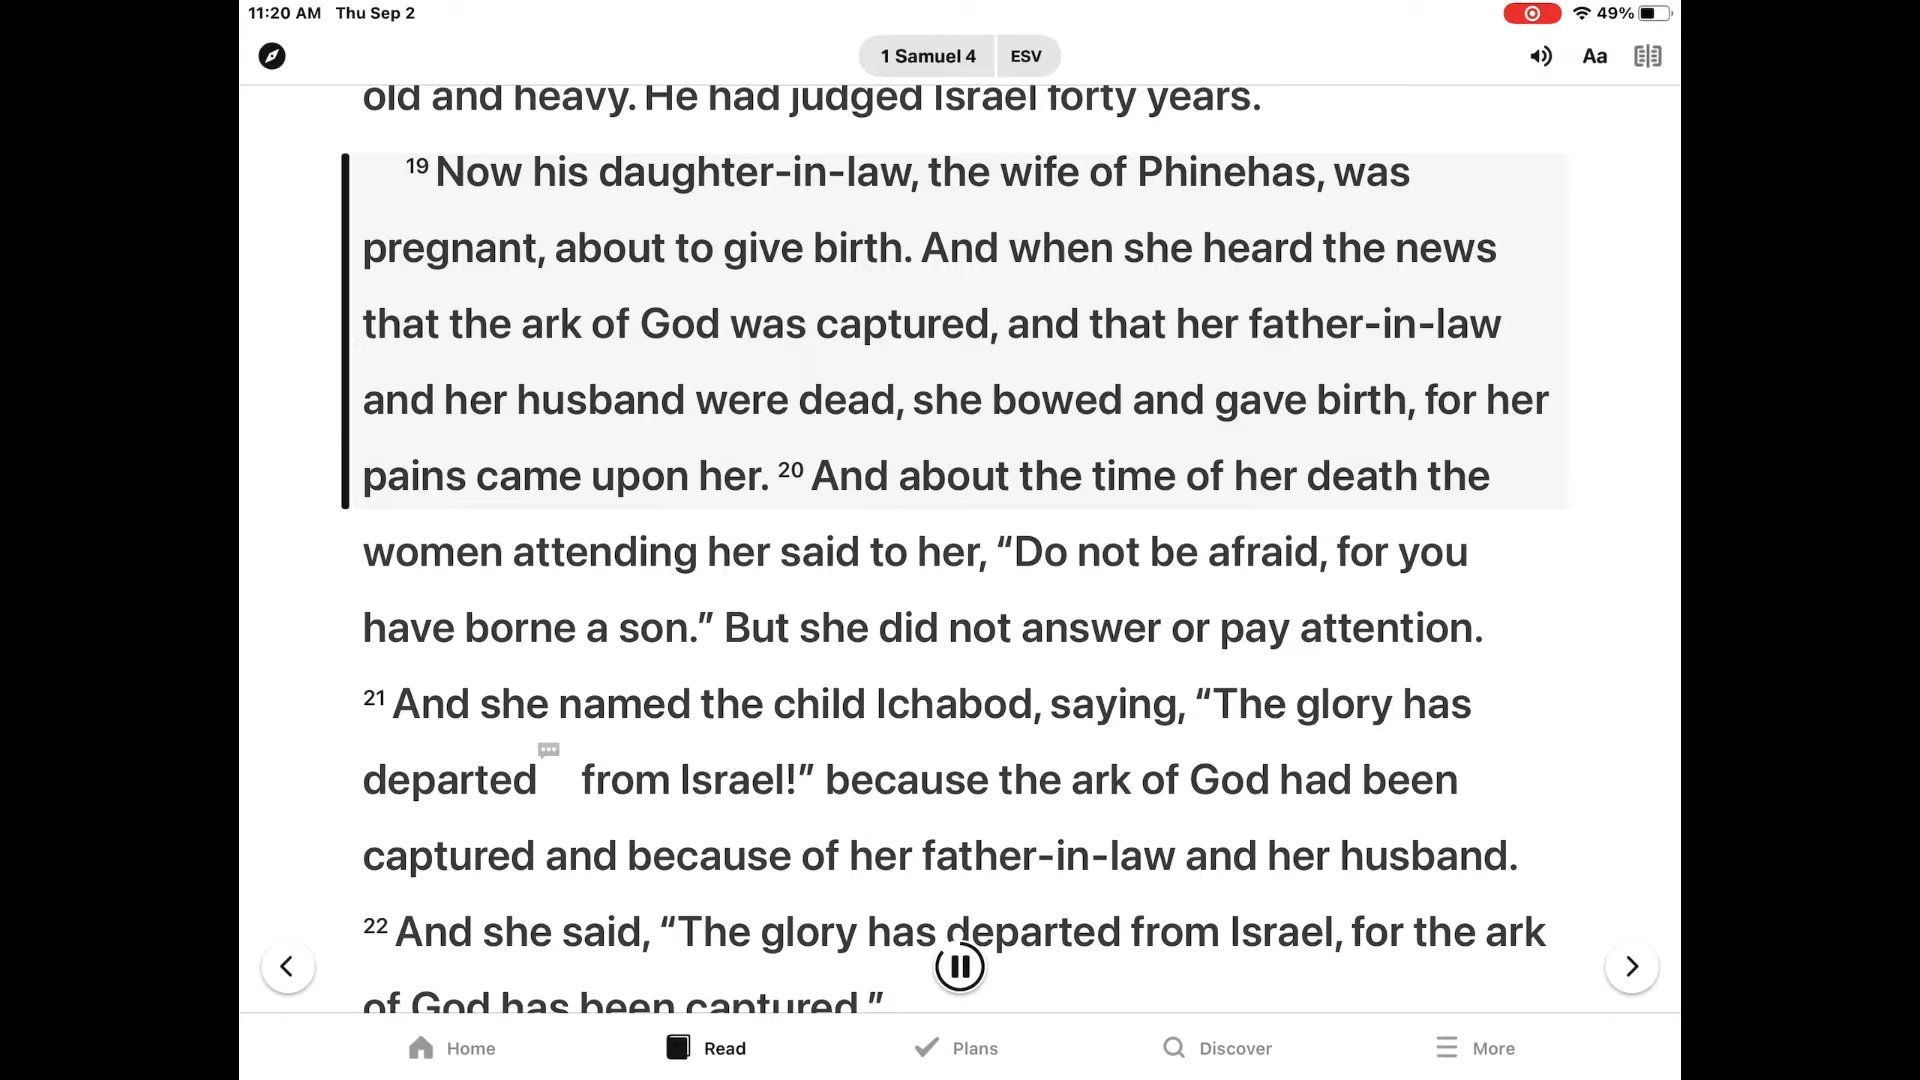 11:20 AM Thu Sep 2
49%
1 Samuel 4 ESV
Aa
old and heavy. He had judged Israel forty years.
19 Now his daughter-in-law, the wife of Phinehas, was
pregnant, about to give birth. And when she heard the news
that the ark of God was captured, and that her father-in-law
and her husband were dead, she bowed and gave birth, for her
pains came upon her. 20 And about the time of her death the
women attending her said to her, “Do not be afraid, for you
have borne a son.” But she did not answer or pay attention.
21 And she named the child Ichabod, saying, “The glory has
departed from Israel!” because the ark of God had been
captured and because of her father-in-law and her husband.
22 And she said, “The glory has departed from Israel, for the ark
of God has been captured.”
Home Read Plans Discover More